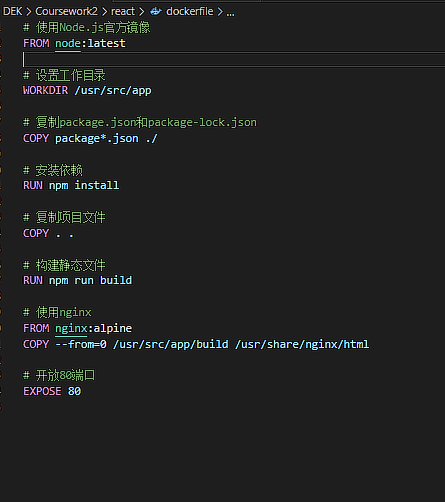 DEK > Coursework2 > react > dockerfile > ...
# 使用Node.js官方镜像
FROM node:latest
# 设置工作目录
WORKDIR /usr/src/app
# 复制package.json和package-lock.json
COPY package*.json ./
# 安装依赖
RUN npm install
# 复制项目文件
COPY . .
# 构建静态文件
RUN npm run build
# 使用nginx
FROM nginx:alpine
COPY --from=0 /usr/src/app/build /usr/share/nginx/html
# 开放80端口
EXPOSE 80